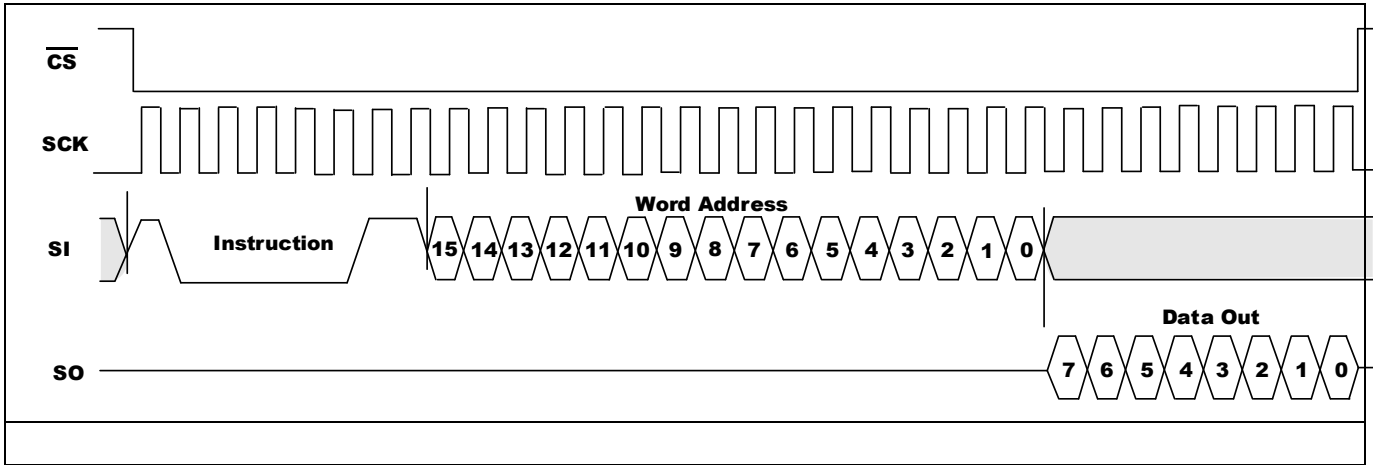 CS
SCK
Word Address
SI Instruction 15 14 13 12 11 10 9 8 7 6 5 4 3 2 1 0
Data Out
SO 7 6 5 4 3 2 1 0